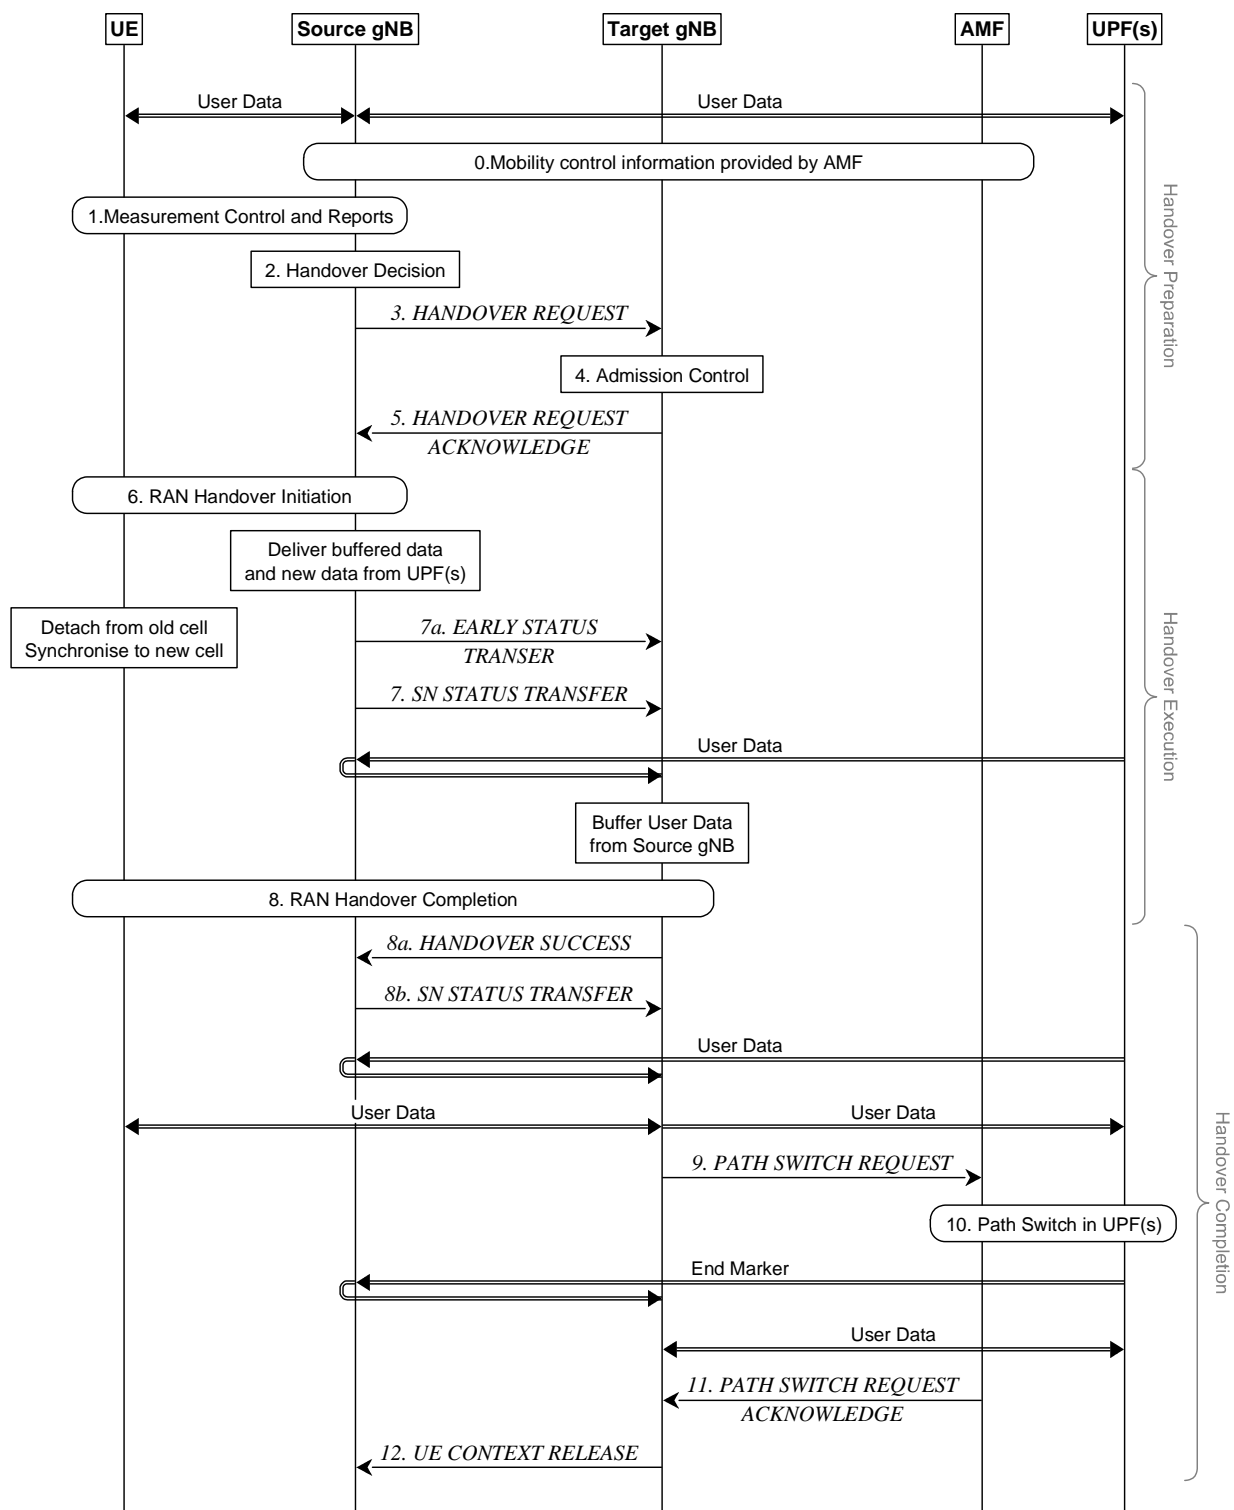 UE
Source gNB
Target gNB
AMF
UPF(s)
User Data
User Data
0.Mobility control information provided by AMF
1.Measurement Control and Reports
2. Handover Decision
3. HANDOVER REQUEST
4. Admission Control
5. HANDOVER REQUEST
ACKNOWLEDGE
Handover Preparation
6. RAN Handover Initiation
Deliver buffered data
and new data from UPF(s)
Detach from old cell
Synchronise to new cell
7a. EARLY STATUS
TRANSER
7. SN STATUS TRANSFER
User Data
Buffer User Data
from Source gNB
8. RAN Handover Completion
Handover Execution
8a. HANDOVER SUCCESS
8b. SN STATUS TRANSFER
User Data
User Data
User Data
9. PATH SWITCH REQUEST
10. Path Switch in UPF(s)
End Marker
User Data
11. PATH SWITCH REQUEST
ACKNOWLEDGE
12. UE CONTEXT RELEASE
Handover Completion